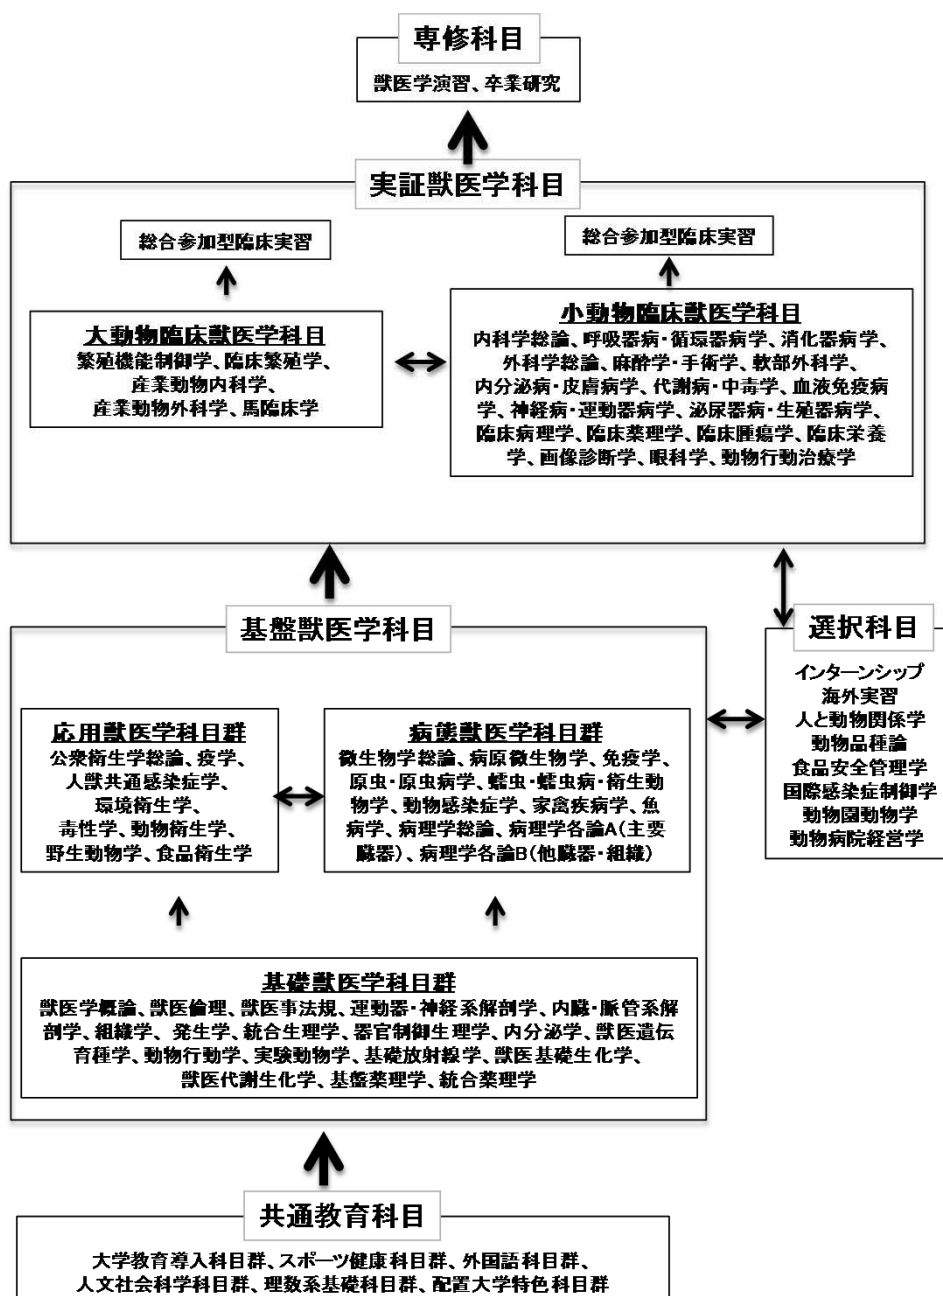 専修科目
獣医学演習、卒業研究
実証獣医学科目
総合参加型臨床実習
総合参加型臨床実習
大動物臨床獣医学科目
繁殖機能制御学、臨床繁殖学、
産業動物内科学、
産業動物外科学、馬臨床学
小動物臨床獣医学科目
内科学総論、呼吸器病・循環器病学、消化器病学、
外科学総論、麻酔学・手術学、軟部外科学、
内分泌病・皮膚病学、代謝病・中毒学、血液免疫病
学、神経病・運動器病学、泌尿器病・生殖器病学、
臨床病理学、臨床薬理学、臨床腫瘍学、臨床栄養
学、画像診断学、眼科学、動物行動治療学
基盤獣医学科目
応用獣医学科目群
公衆衛生学総論、疫学、
人獣共通感染症学、
環境衛生学、
毒性学、動物衛生学、
野生動物学、食品衛生学
病態獣医学科目群
微生物学総論、病原微生物学、免疫学、
原虫・原虫病学、蠕虫・蠕虫病・衛生動
物学、動物感染症学、家禽疾病学、魚
病学、病理学総論、病理学各論A(主要
臓器)、病理学各論B(他臓器・組織)
選択科目
インターンシップ
海外実習
人と動物関係学
動物品種論
食品安全管理学
国際感染症制御学
動物園動物学
動物病院経営学
基礎獣医学科目群
獣医学概論、獣医倫理、獣医事法規、運動器・神経系解剖学、内臓・脈管系解
剖学、組織学、 発生学、統合生理学、器官制御生理学、内分泌学、獣医遺伝
育種学、動物行動学、実験動物学、基礎放射線学、獣医基礎生化学、
獣医代謝生化学、基盤薬理学、統合薬理学
共通教育科目
大学教育導入科目群、スポーツ健康科目群、外国語科目群、
人文社会科学科目群、理数系基礎科目群、配置大学特色科目群